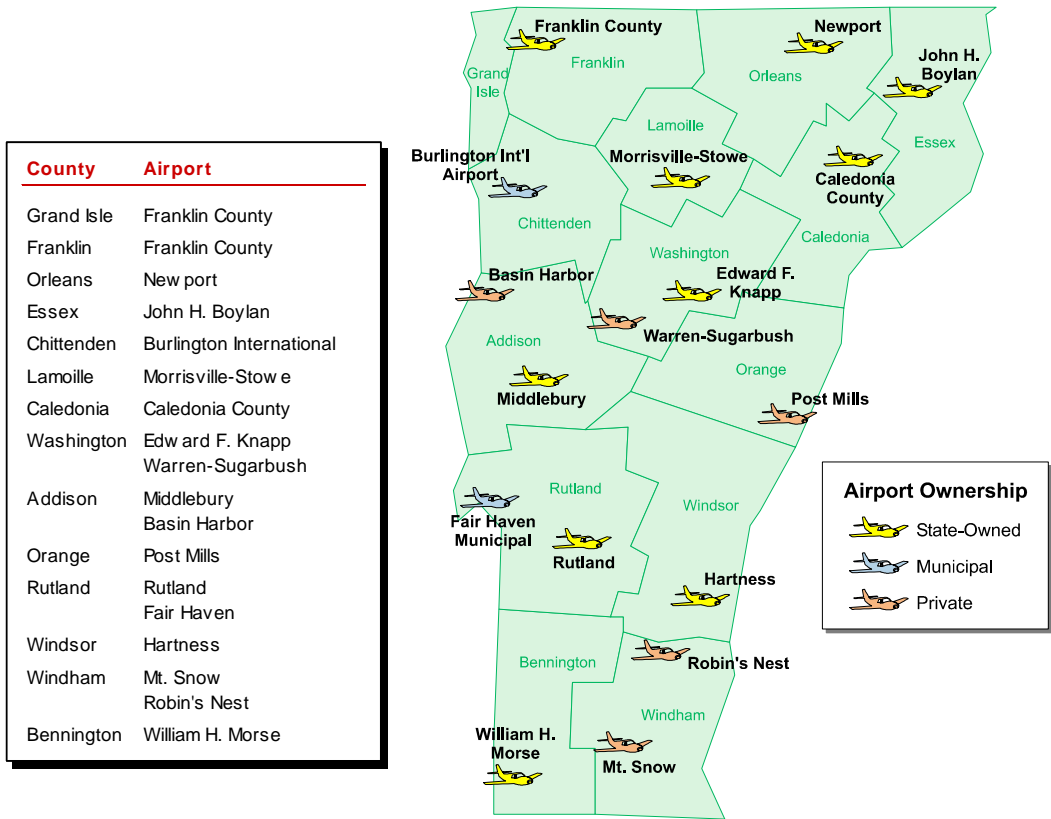 County Airport
Grand Isle Franklin County
Franklin Franklin County
Orleans Newport
Essex John H. Boylan
Chittenden Burlington International
Lamoille Morrisville-Stowe
Caledonia Caledonia County
Washington Edward F. Knapp
Warren-Sugarbush
Addison Middlebury
Basin Harbor
Orange Post Mills
Rutland Rutland
Fair Haven
Windsor Hartness
Windham Mt. Snow
Robin's Nest
Bennington William H. Morse
Franklin County
Newport
John H.
Boylan
Grand
Isle
Franklin
Orleans
Essex
Lamoille
Burlington Int'l
Airport
Morrisville-Stowe
Caledonia
County
Chittenden
Washington
Caledonia
Basin Harbor
Edward F.
Knapp
Warren-Sugarbush
Addison
Orange
Middlebury
Post Mills
Rutland
Windsor
Fair Haven
Municipal
Rutland
Hartness
Bennington
Robin's Nest
Windham
William H.
Morse
Mt. Snow
Airport Ownership
State-Owned
Municipal
Private